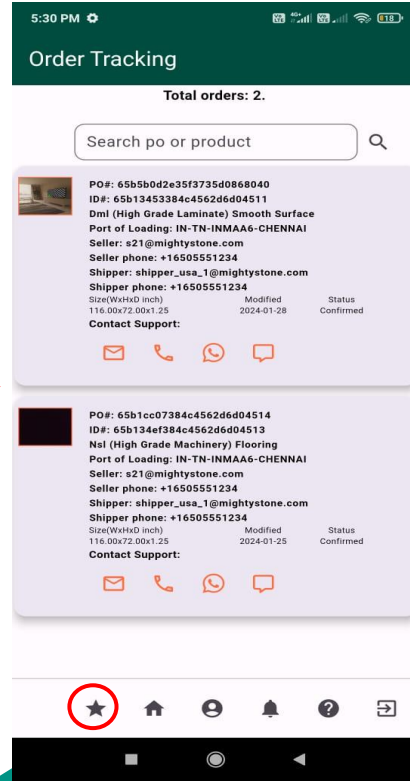 5:30 PM
18
Order Tracking
Total orders: 2.
Search po or product
PO#: 65b5b0d2e35f3735d0868040
ID#: 65b13453384c4562d6d04511
Dml (High Grade Laminate) Smooth Surface
Port of Loading: IN-TN-INMAA6-CHENNAI
Seller: s21@mightystone.com
Seller phone: +16505551234
Shipper: shipper_usa_1@mightystone.com
Shipper phone: +16505551234
Size(WxHxD inch) Modified Status
116.00x72.00x1.25 2024-01-28 Confirmed
Contact Support:
PO#: 65b1cc07384c4562d6d04514
ID#: 65b134ef384c4562d6d04513
Nsl (High Grade Machinery) Flooring
Port of Loading: IN-TN-INMAA6-CHENNAI
Seller: s21@mightystone.com
Seller phone: +16505551234
Shipper: shipper_usa_1@mightystone.com
Shipper phone: +16505551234
Size(WxHxD inch) Modified Status
116.00x72.00x1.25 2024-01-25 Confirmed
Contact Support: